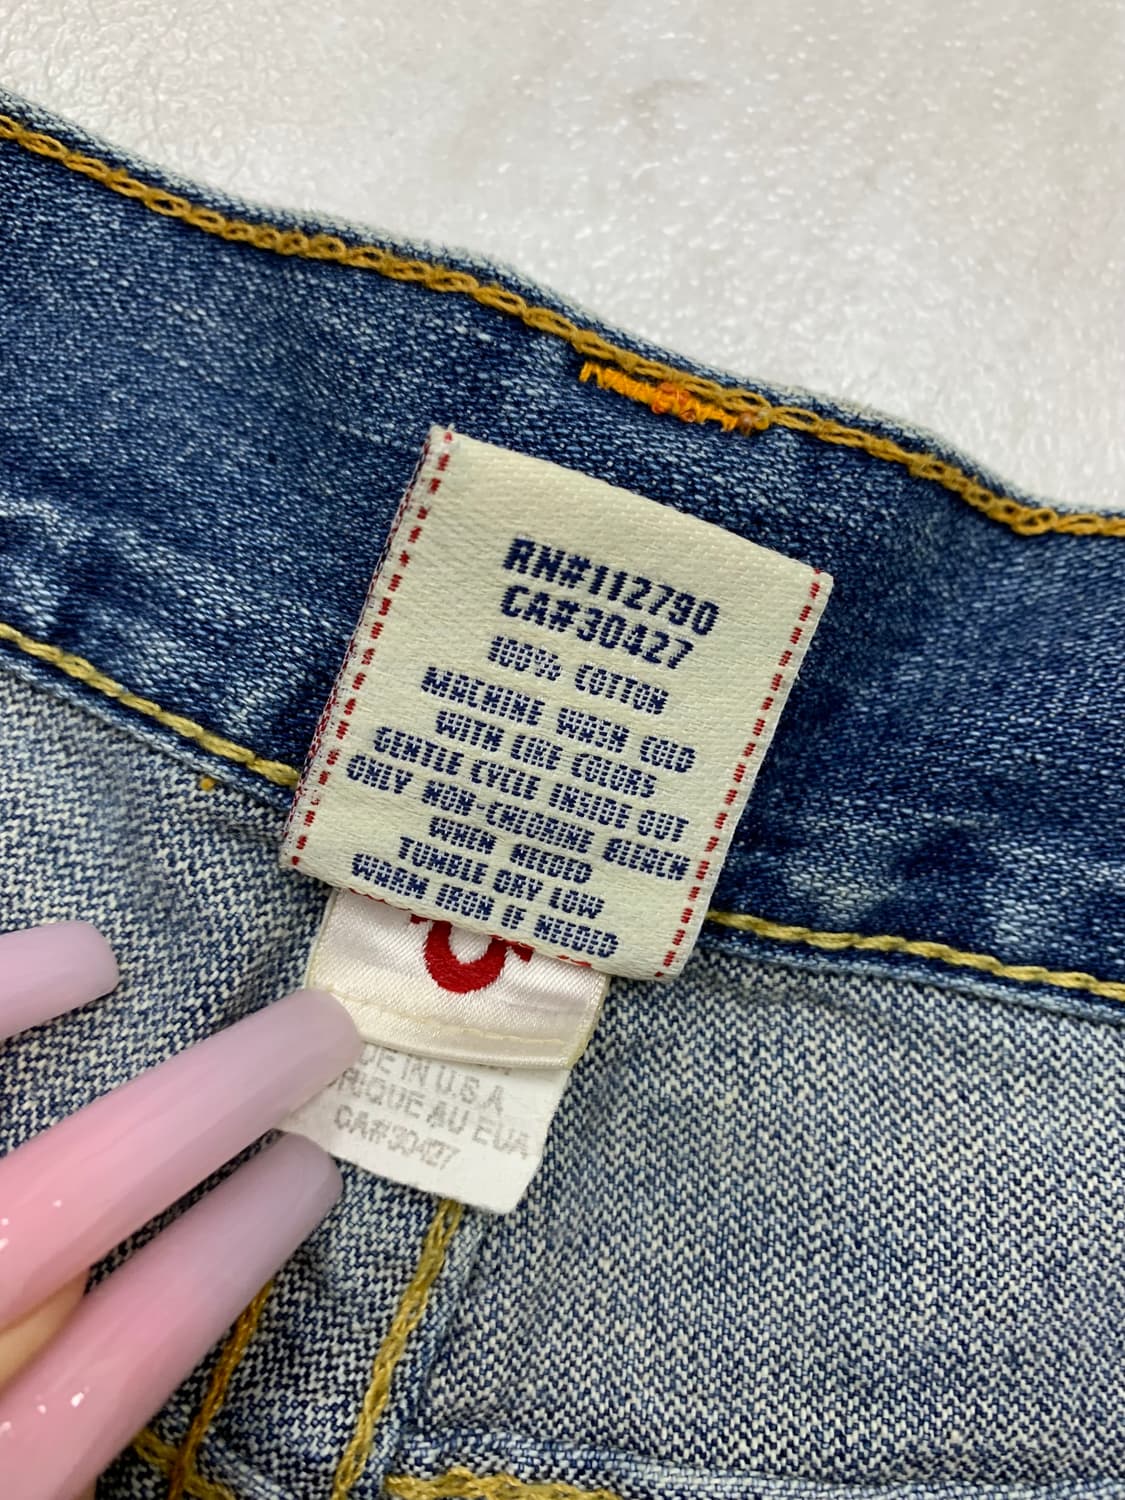 RN#112790
CA#30427
100% COTTON
MACHINE WASH COLD
WITH LIKE COLORS
GENTLE CYCLE INSIDE OUT
ONLY NON-CHLORINE BLEACH
WHEN NEEDED
TUMBLE DRY LOW
WARM IRON IF NEEDED
DE IN U.S.A
RIQUE AU EUA
CA#30427